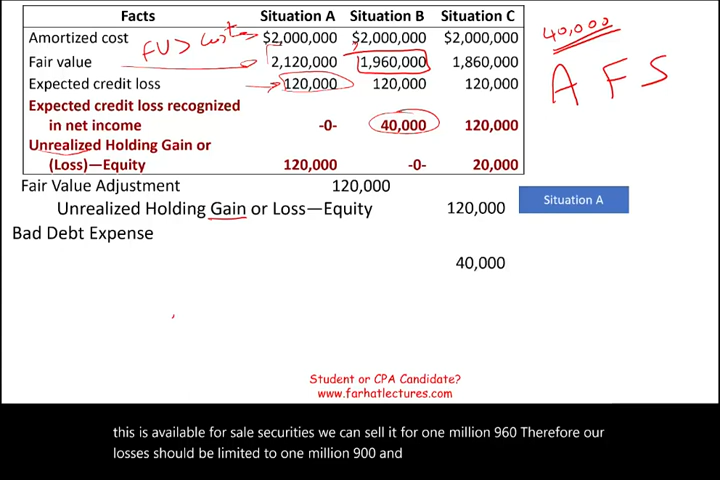 Facts Situation A Situation B Situation C
Amortized cost $2,000,000 $2,000,000 $2,000,000
Fair value 2,120,000 1,960,000 1,860,000
Expected credit loss 120,000 120,000 120,000
Expected credit loss recognized
in net income -0- 40,000 120,000
Unrealized Holding Gain or
(Loss)—Equity 120,000 -0- 20,000
FV > Cost
40,000
A F S
Fair Value Adjustment 120,000
Unrealized Holding Gain or Loss—Equity 120,000
Situation A
Bad Debt Expense
40,000
Student or CPA Candidate?
www.farhatlectures.com
this is available for sale securities we can sell it for one million 960 Therefore our
losses should be limited to one million 900 and